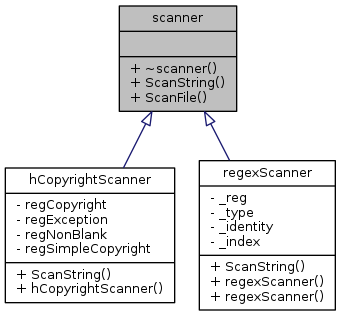 scanner
+ ~scanner()
+ ScanString()
+ ScanFile()
hCopyrightScanner
- regCopyright
- regException
- regNonBlank
- regSimpleCopyright
+ ScanString()
+ hCopyrightScanner()
regexScanner
- _reg
- _type
- _identity
- _index
+ ScanString()
+ regexScanner()
+ regexScanner()